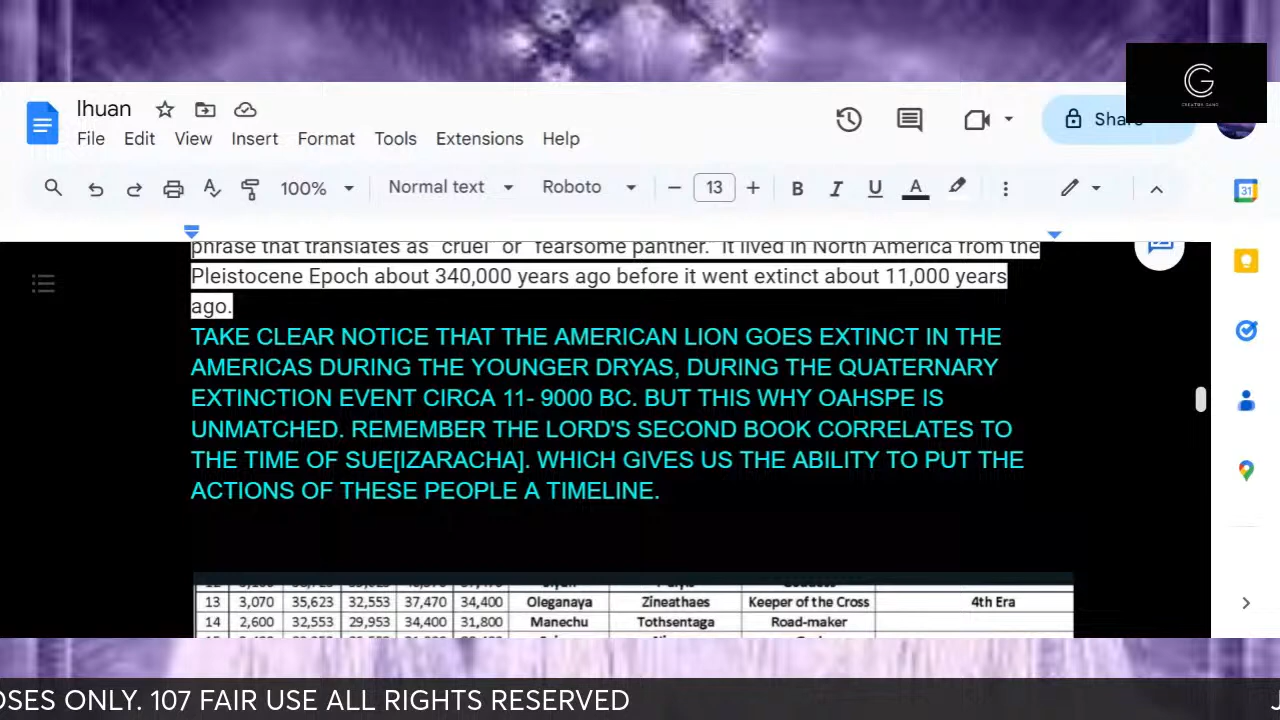 Ihuan
File Edit View Insert Format Tools Extensions Help
Share
CREATOR GANG
100% Normal text Roboto 13 B I U A
31
phrase that translates as "cruel" or "fearsome panther." It lived in North America from the
Pleistocene Epoch about 340,000 years ago before it went extinct about 11,000 years
ago.
TAKE CLEAR NOTICE THAT THE AMERICAN LION GOES EXTINCT IN THE
AMERICAS DURING THE YOUNGER DRYAS, DURING THE QUATERNARY
EXTINCTION EVENT CIRCA 11- 9000 BC. BUT THIS WHY OAHSPE IS
UNMATCHED. REMEMBER THE LORD'S SECOND BOOK CORRELATES TO
THE TIME OF SUE[IZARACHA]. WHICH GIVES US THE ABILITY TO PUT THE
ACTIONS OF THESE PEOPLE A TIMELINE.
13 3,070 35,623 32,553 37,470 34,400 Oleganaya Zineathaes Keeper of the Cross 4th Era
14 2,600 32,553 29,953 34,400 31,800 Manechu Tothsentaga Road-maker
OSES ONLY. 107 FAIR USE ALL RIGHTS RESERVED